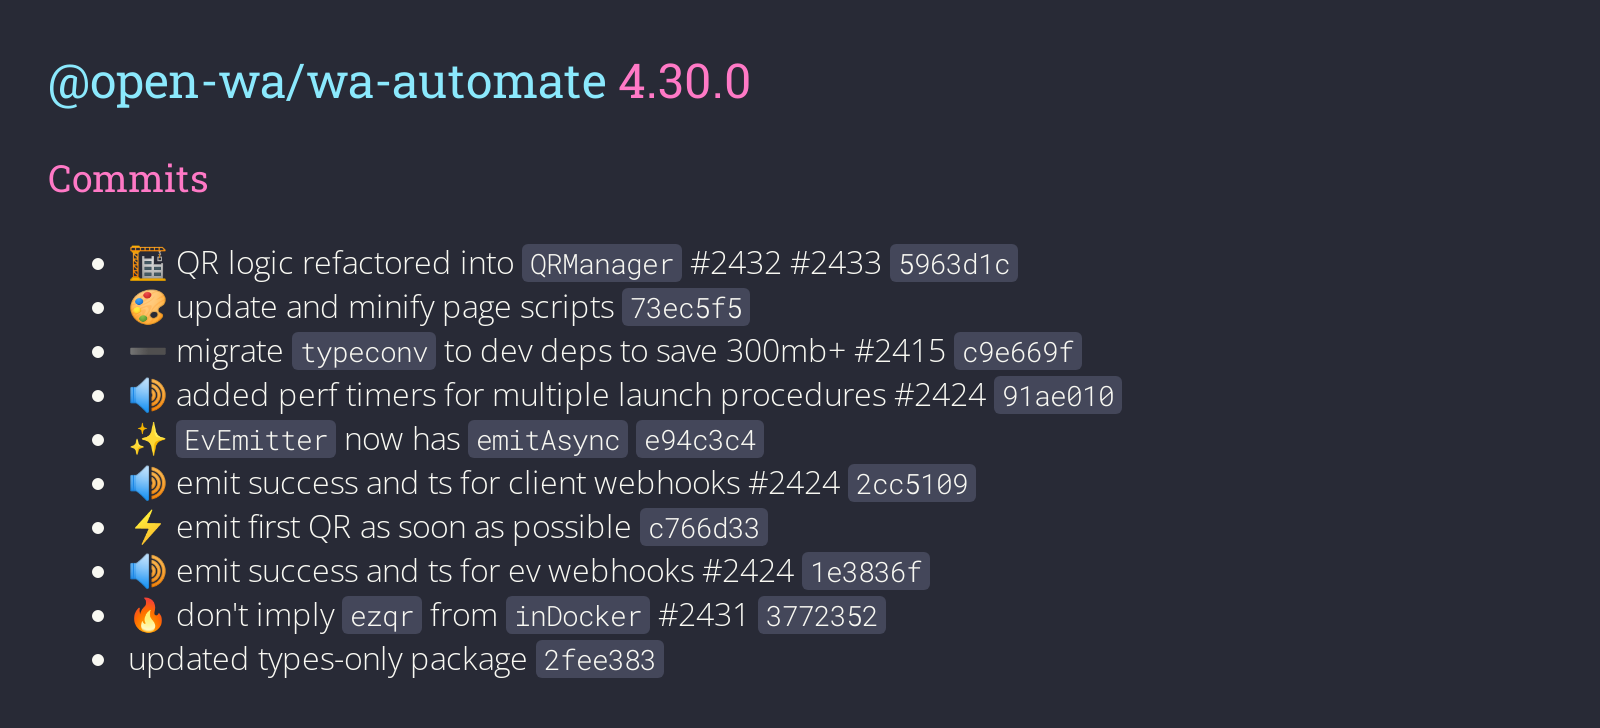 @open-wa/wa-automate 4.30.0
Commits
🏗 QR logic refactored into QRManager #2432 #2433 5963d1c
🎨 update and minify page scripts 73ec5f5
➖ migrate typeconv to dev deps to save 300mb+ #2415 c9e669f
🔊 added perf timers for multiple launch procedures #2424 91ae010
✨ EvEmitter now has emitAsync e94c3c4
🔊 emit success and ts for client webhooks #2424 2cc5109
⚡ emit first QR as soon as possible c766d33
🔊 emit success and ts for ev webhooks #2424 1e3836f
🔥 don't imply ezqr from inDocker #2431 3772352
updated types-only package 2fee383